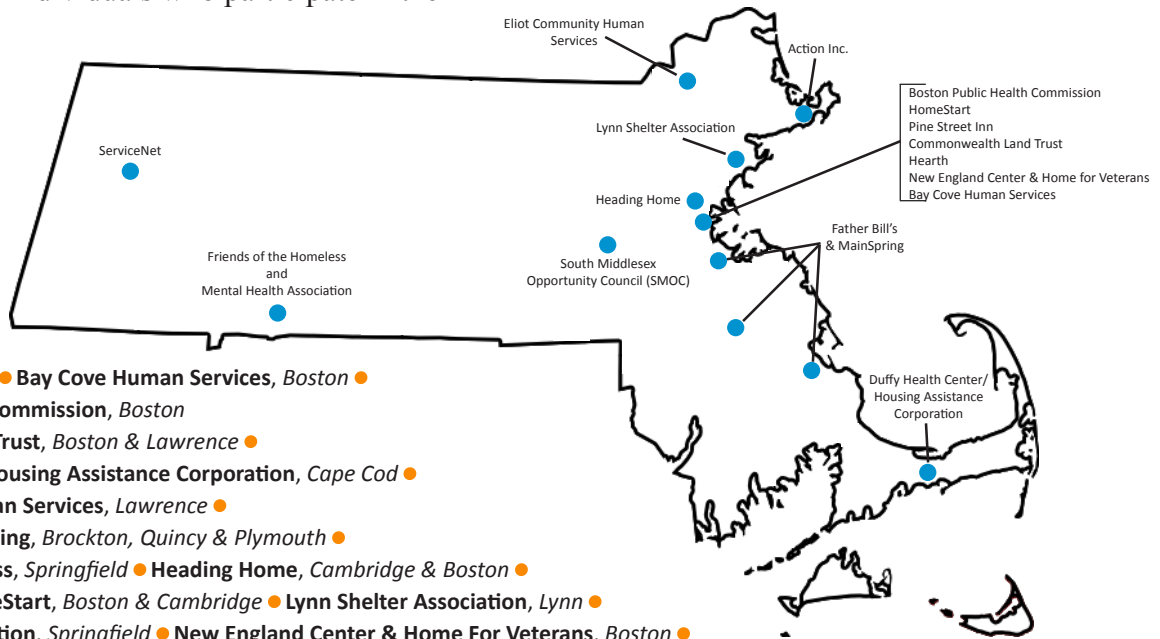 Eliot Community Human
Services
Action Inc.
Boston Public Health Commission
HomeStart
Pine Street Inn
Commonwealth Land Trust
Hearth
New England Center & Home for Veterans
Bay Cove Human Services
Lynn Shelter Association
ServiceNet
Heading Home
Father Bill's
& MainSpring
South Middlesex
Opportunity Council (SMOC)
Friends of the Homeless
and
Mental Health Association
Duffy Health Center/
Housing Assistance
Corporation
Bay Cove Human Services, Boston
ommission, Boston
Trust, Boston & Lawrence
ousing Assistance Corporation, Cape Cod
an Services, Lawrence
ing, Brockton, Quincy & Plymouth
ss, Springfield ● Heading Home, Cambridge & Boston ●
eStart, Boston & Cambridge ● Lynn Shelter Association, Lynn ●
tion, Springfield ● New England Center & Home For Veterans, Boston ●